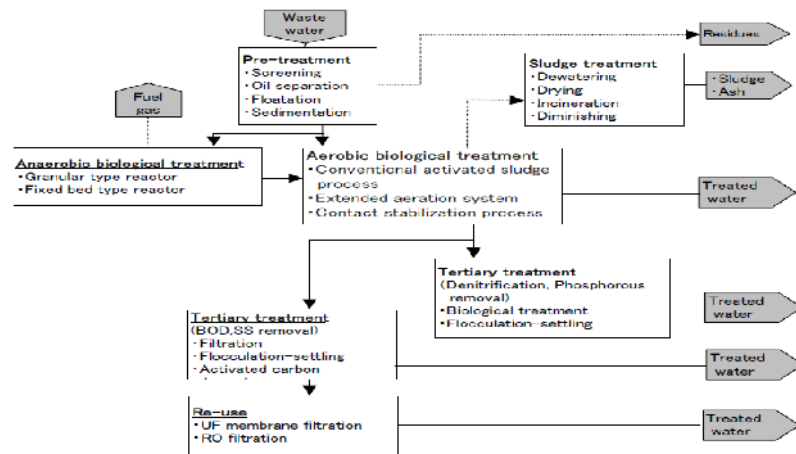 Waste
water
Residues
Pre-treatment
・Screening
・Oil separation
・Floatation
・Sedimentation
Sludge treatment
・Dewatering
・Drying
・Incineration
・Diminishing
・Sludge
・Ash
Fuel
gas
Anaerobic biological treatment
・Granular type reactor
・Fixed bed type reactor
Aerobic biological treatment
・Conventional activated sludge
process
・Extended aeration system
・Contact stabilization process
Treated
water
Tertiary treatment
(Denitrification, Phosphorous
removal)
・Biological treatment
・Flocculation-settling
Treated
water
Tertiary treatment
(BOD,SS removal)
・Filtration
・Flocculation-settling
・Activated carbon
Treated
water
Re-use
・UF membrane filtration
・RO filtration
Treated
water